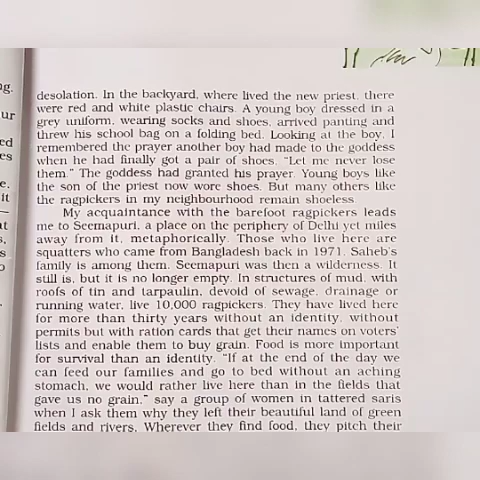 ng.
ur
ed
es
e,
it
—
at
s,
s
o
desolation. In the backyard, where lived the new priest, there
were red and white plastic chairs. A young boy dressed in a
grey uniform, wearing socks and shoes, arrived panting and
threw his school bag on a folding bed. Looking at the boy, I
remembered the prayer another boy had made to the goddess
when he had finally got a pair of shoes, “Let me never lose
them.” The goddess had granted his prayer. Young boys like
the son of the priest now wore shoes. But many others like
the ragpickers in my neighbourhood remain shoeless
My acquaintance with the barefoot ragpickers leads
me to Seemapuri, a place on the periphery of Delhi yet miles
away from it, metaphorically. Those who live here are
squatters who came from Bangladesh back in 1971. Saheb’s
family is among them. Seemapuri was then a wilderness. It
still is, but it is no longer empty. In structures of mud, with
roofs of tin and tarpaulin, devoid of sewage, drainage or
running water, live 10,000 ragpickers. They have lived here
for more than thirty years without an identity, without
permits but with ration cards that get their names on voters’
lists and enable them to buy grain. Food is more important
for survival than an identity. “If at the end of the day we
can feed our families and go to bed without an aching
stomach, we would rather live here than in the fields that
gave us no grain,” say a group of women in tattered saris
when I ask them why they left their beautiful land of green
fields and rivers. Wherever they find food, they pitch their